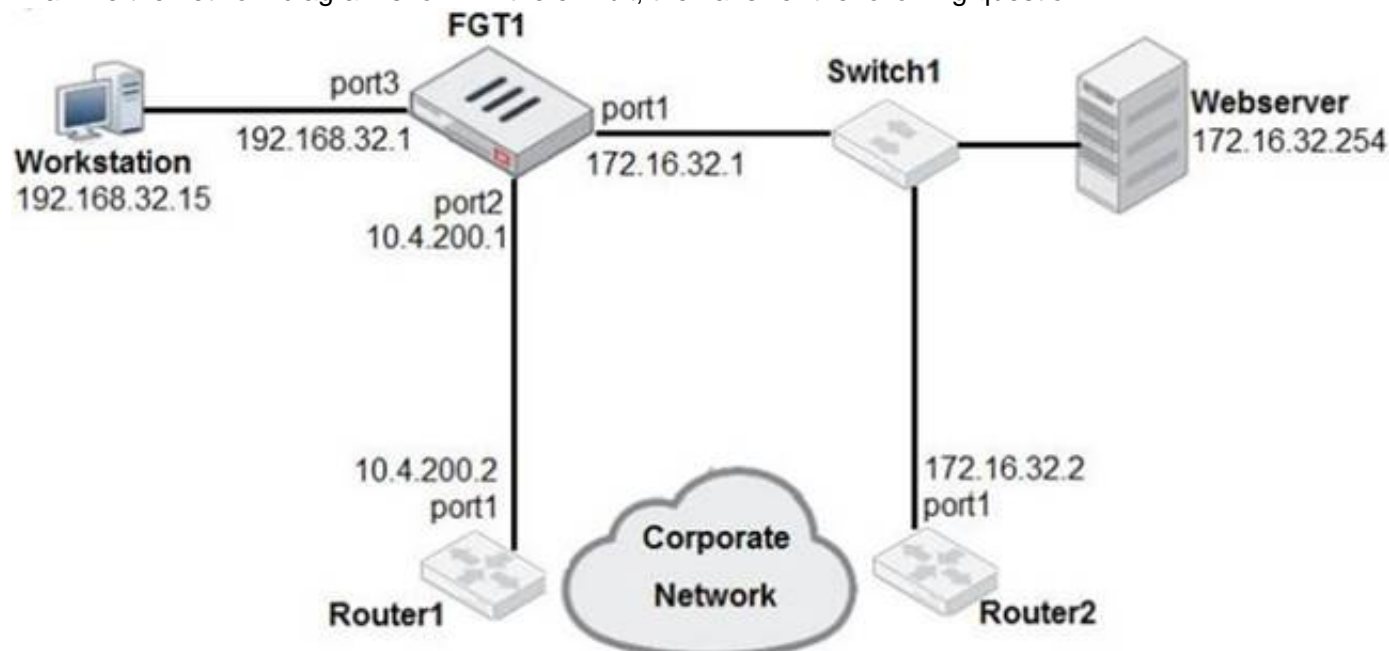 FGT1
Switch1
port3
port1
Webserver
172.16.32.254
192.168.32.1
172.16.32.1
Workstation
192.168.32.15
port2
10.4.200.1
10.4.200.2
port1
172.16.32.2
port1
Corporate
Network
Router1
Router2